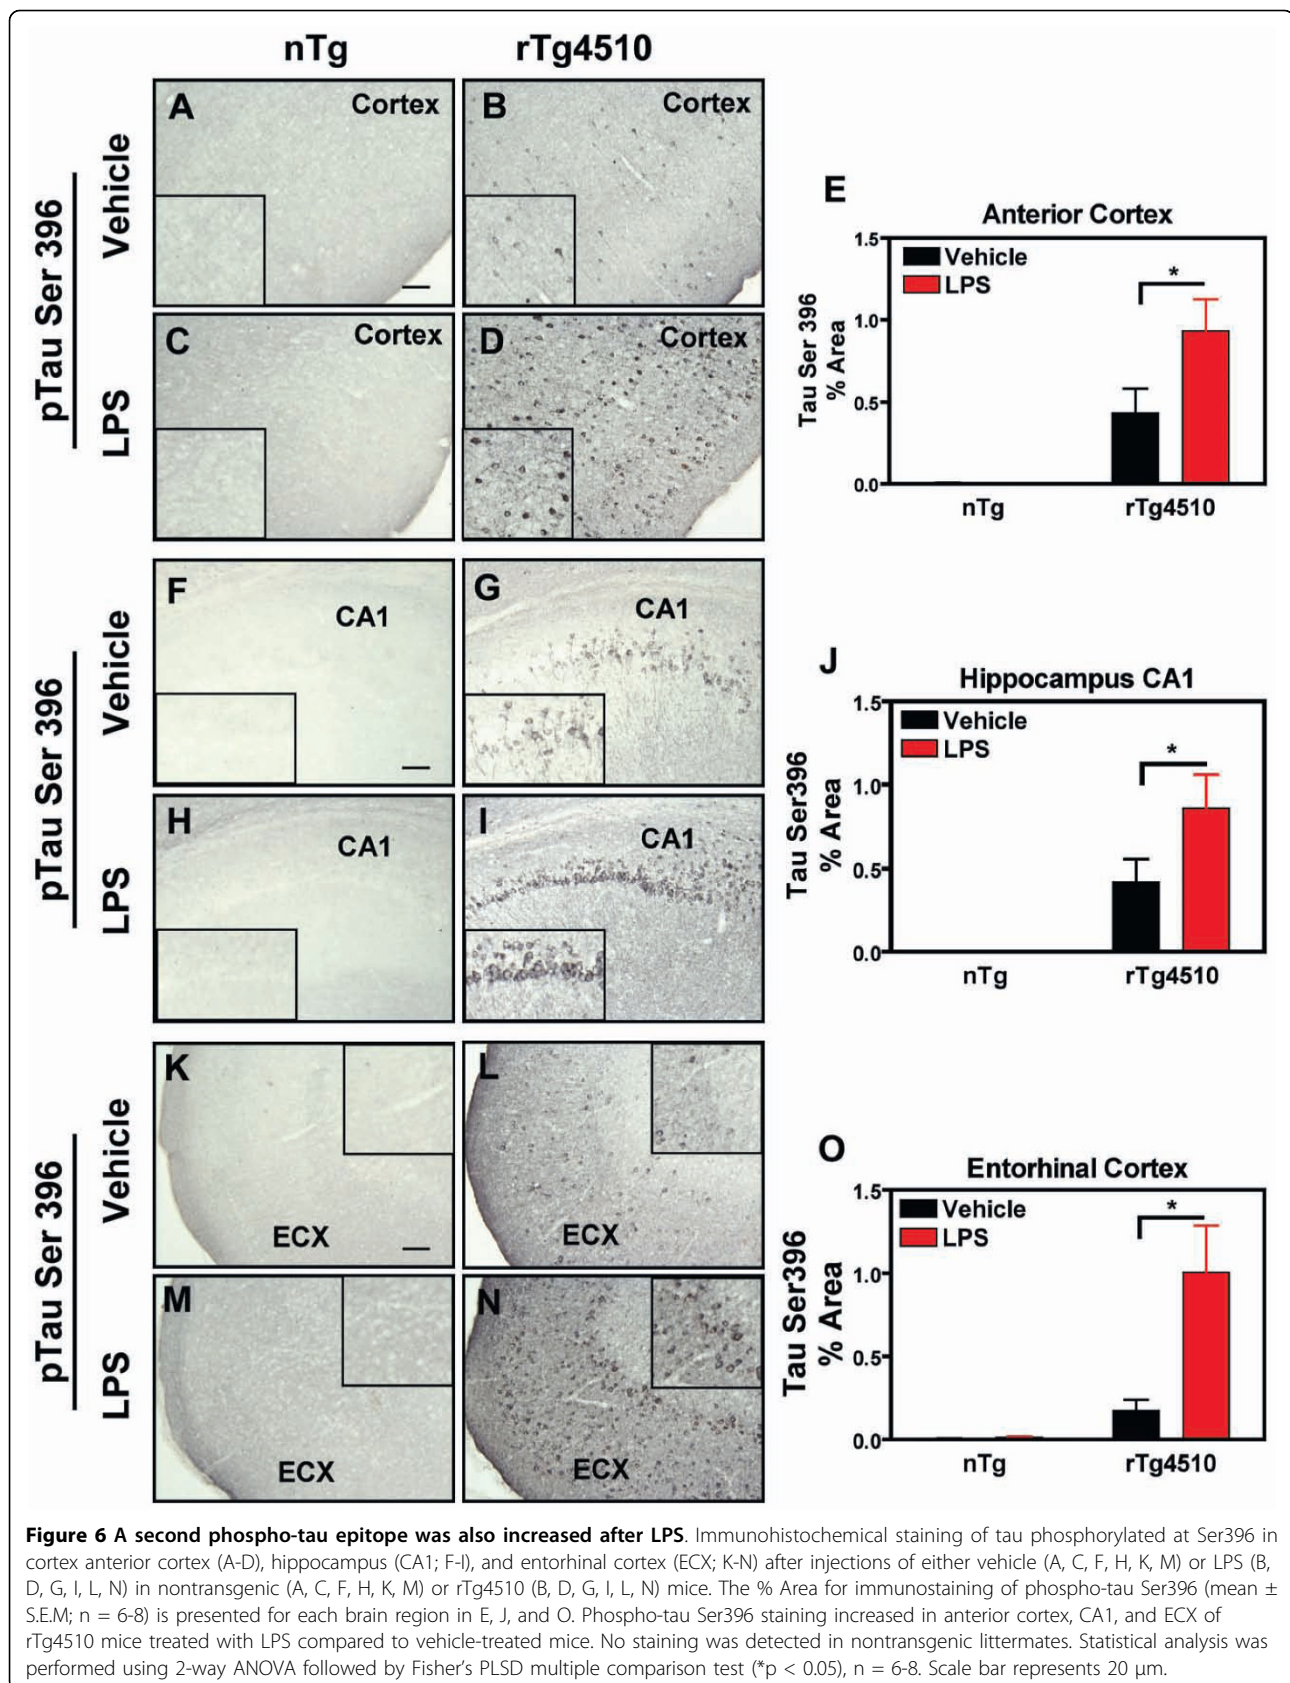 nTg
rTg4510
pTau Ser 396
Vehicle
LPS
A
Cortex
B
Cortex
C
Cortex
D
Cortex
E
Anterior Cortex
Tau Ser 396
% Area
1.5
1.0
0.5
0.0
Vehicle
LPS
*
nTg
rTg4510
pTau Ser 396
Vehicle
LPS
F
CA1
G
CA1
H
CA1
I
CA1
J
Hippocampus CA1
Tau Ser396
% Area
1.5
1.0
0.5
0.0
Vehicle
LPS
*
nTg
rTg4510
pTau Ser 396
Vehicle
LPS
K
ECX
L
ECX
M
ECX
N
ECX
O
Entorhinal Cortex
Tau Ser396
% Area
1.5
1.0
0.5
0.0
Vehicle
LPS
*
nTg
rTg4510
Figure 6 A second phospho-tau epitope was also increased after LPS. Immunohistochemical staining of tau phosphorylated at Ser396 in
cortex anterior cortex (A-D), hippocampus (CA1; F-I), and entorhinal cortex (ECX; K-N) after injections of either vehicle (A, C, F, H, K, M) or LPS (B,
D, G, I, L, N) in nontransgenic (A, C, F, H, K, M) or rTg4510 (B, D, G, I, L, N) mice. The % Area for immunostaining of phospho-tau Ser396 (mean ±
S.E.M; n = 6-8) is presented for each brain region in E, J, and O. Phospho-tau Ser396 staining increased in anterior cortex, CA1, and ECX of
rTg4510 mice treated with LPS compared to vehicle-treated mice. No staining was detected in nontransgenic littermates. Statistical analysis was
performed using 2-way ANOVA followed by Fisher's PLSD multiple comparison test (*p < 0.05), n = 6-8. Scale bar represents 20 μm.